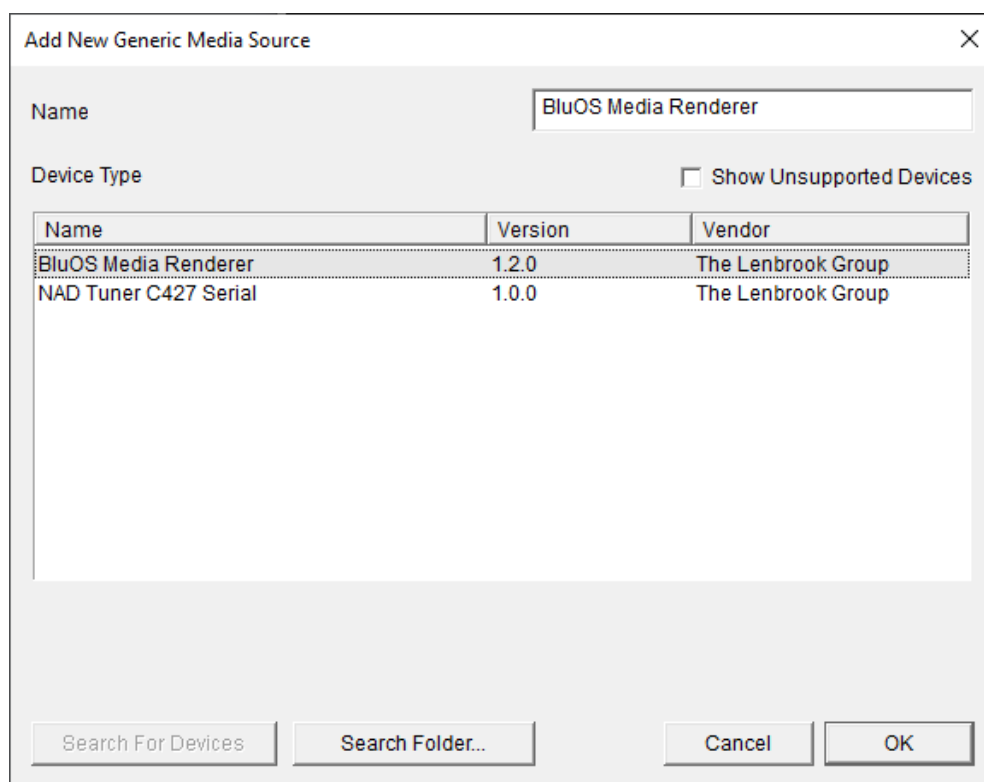 Add New Generic Media Source
Name BluOS Media Renderer
Device Type Show Unsupported Devices
Name Version Vendor
BluOS Media Renderer 1.2.0 The Lenbrook Group
NAD Tuner C427 Serial 1.0.0 The Lenbrook Group
Search For Devices Search Folder... Cancel OK